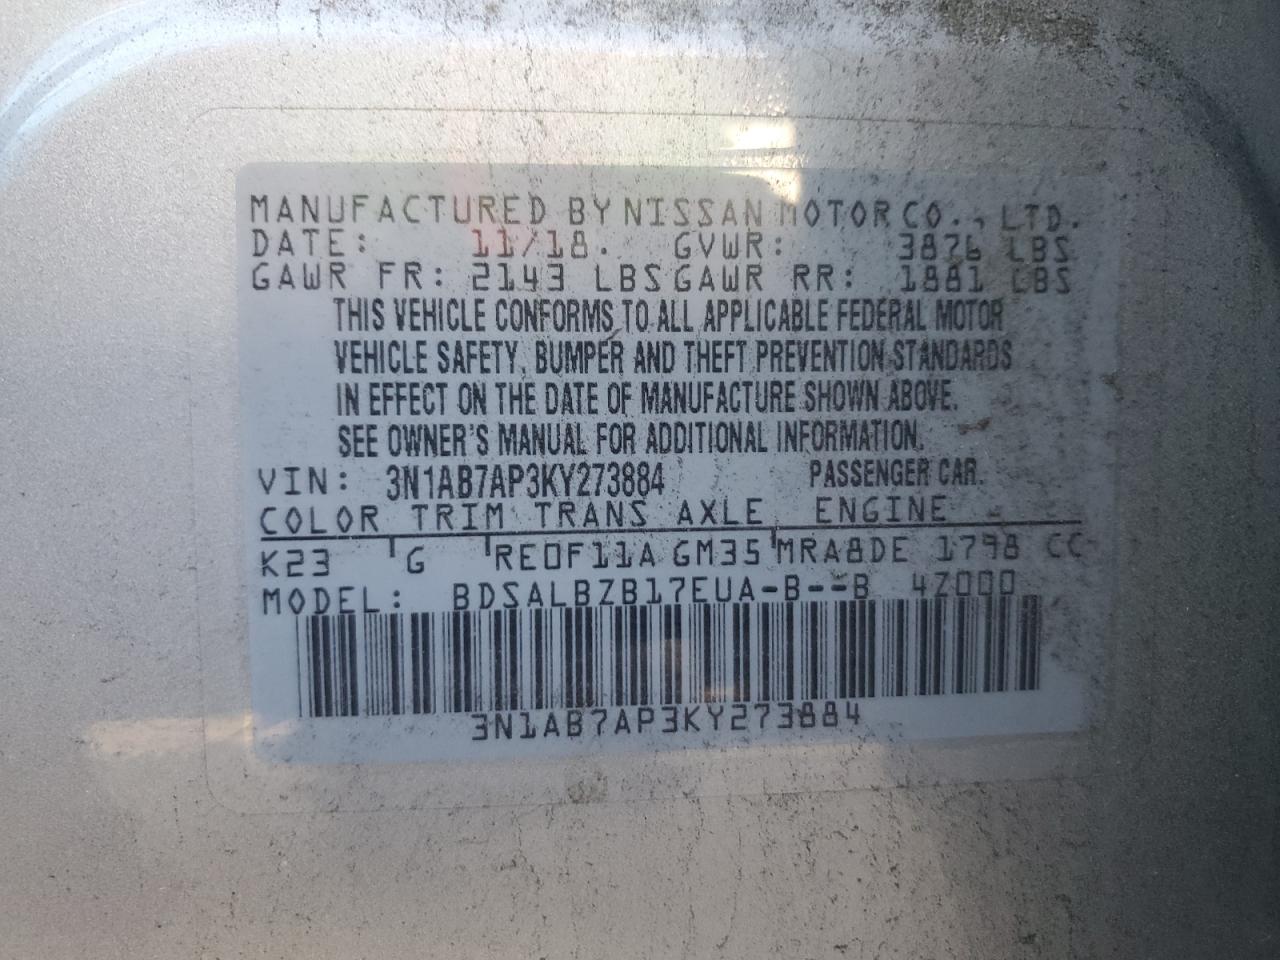 MANUFACTURED BY NISSAN MOTOR CO., LTD.
DATE: 11/18. GVWR: 3876 LBS
GAWR FR: 2143 LBS GAWR RR: 1881 LBS
THIS VEHICLE CONFORMS TO ALL APPLICABLE FEDERAL MOTOR
VEHICLE SAFETY, BUMPER AND THEFT PREVENTION STANDARDS
IN EFFECT ON THE DATE OF MANUFACTURE SHOWN ABOVE.
SEE OWNER'S MANUAL FOR ADDITIONAL INFORMATION.
VIN: 3N1AB7AP3KY273884 PASSENGER CAR.
COLOR TRIM TRANS AXLE ENGINE
K23 G RE0F11A GM35 MRA8DE 1798 CC
MODEL: BDSALBZB17EUA-B--B 4Z000
3N1AB7AP3KY273884